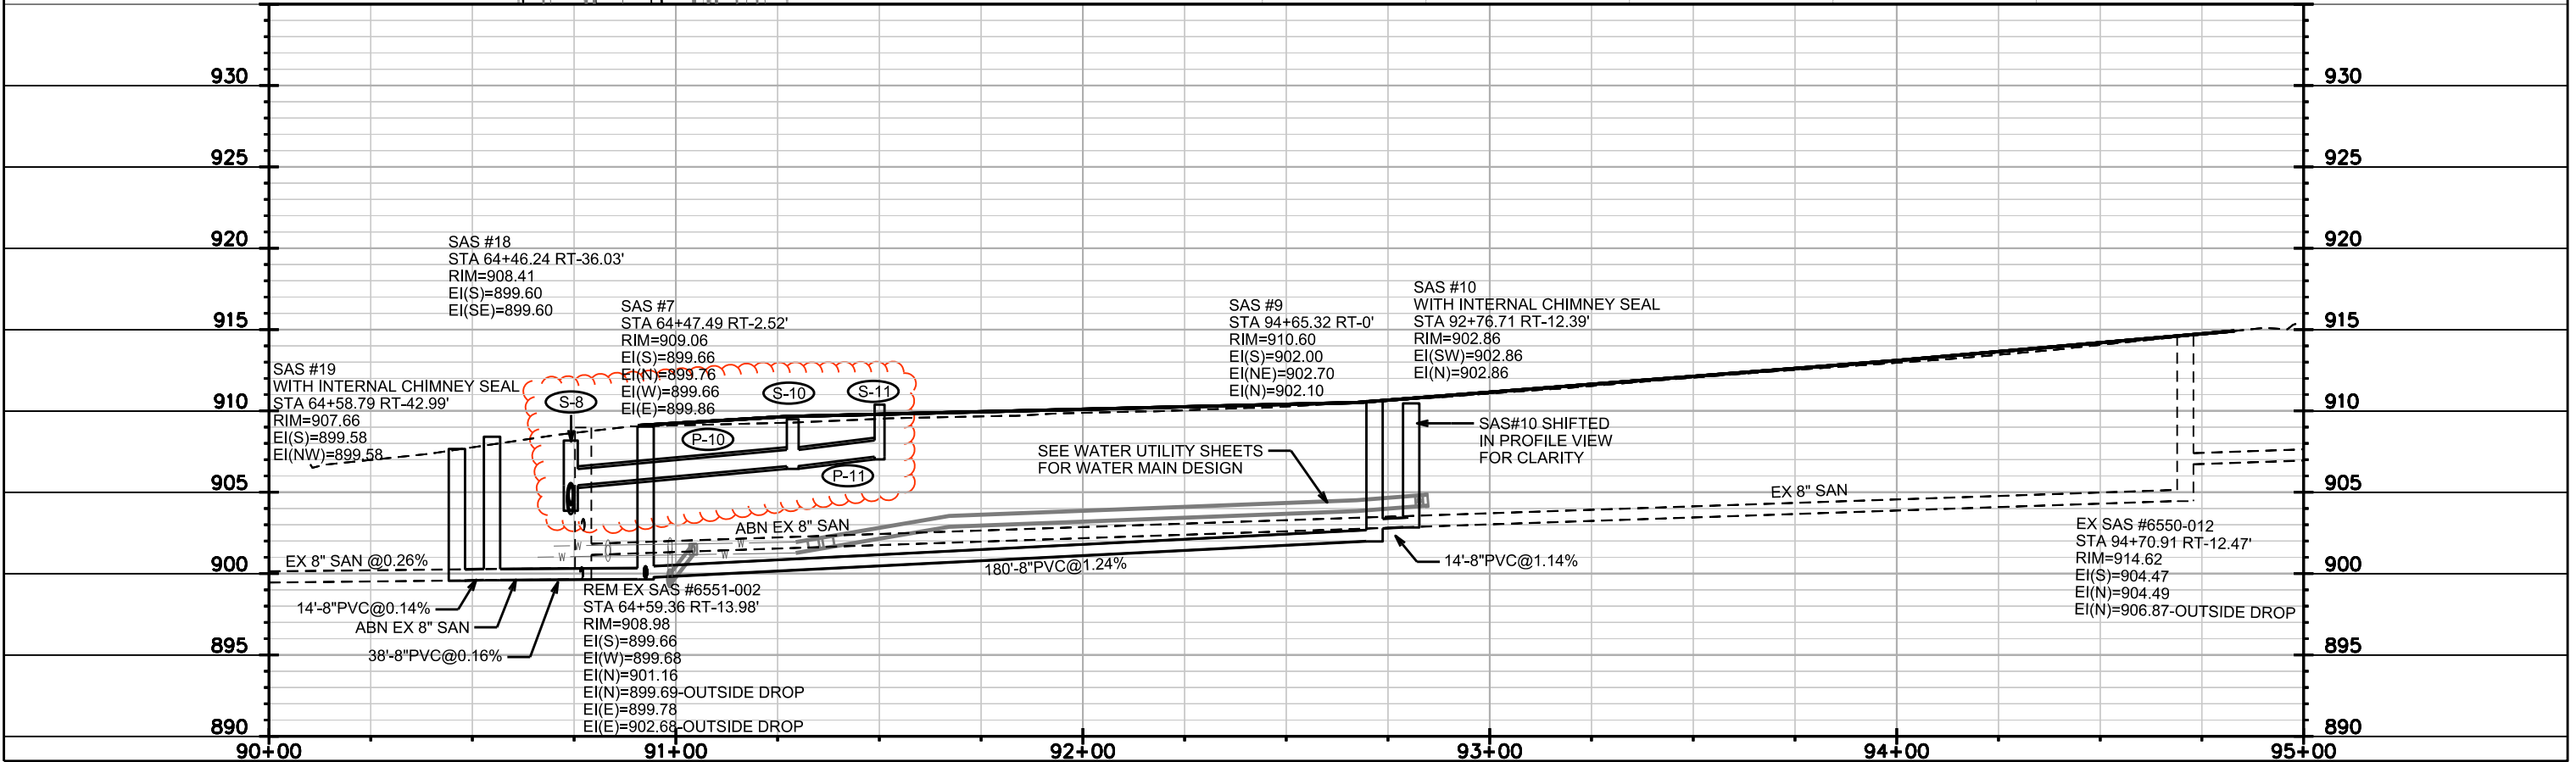 930
930
925
925
920
920
SAS #18
STA 64+46.24 RT-36.03'
RIM=908.41
EI(S)=899.60
EI(SE)=899.60
SAS #7
STA 64+47.49 RT-2.52'
RIM=909.06
EI(S)=899.66
EI(N)=899.76
EI(W)=899.66
EI(E)=899.86
SAS #9
STA 94+65.32 RT-0'
RIM=910.60
EI(S)=902.00
EI(NE)=902.70
EI(N)=902.10
SAS #10
WITH INTERNAL CHIMNEY SEAL
STA 92+76.71 RT-12.39'
RIM=902.86
EI(SW)=902.86
EI(N)=902.86
915
915
SAS #19
WITH INTERNAL CHIMNEY SEAL
STA 64+58.79 RT-42.99'
RIM=907.66
EI(S)=899.58
EI(NW)=899.58
S-8
S-10
S-11
P-10
P-11
910
910
SAS#10 SHIFTED
IN PROFILE VIEW
FOR CLARITY
SEE WATER UTILITY SHEETS
FOR WATER MAIN DESIGN
905
905
EX 8" SAN
ABN EX 8" SAN
W
W
W
W
EX 8" SAN @0.26%
900
900
180'-8"PVC@1.24%
14'-8"PVC@1.14%
EX SAS #6550-012
STA 94+70.91 RT-12.47'
RIM=914.62
EI(S)=904.47
EI(N)=904.49
EI(N)=906.87-OUTSIDE DROP
14'-8"PVC@0.14%
ABN EX 8" SAN
38'-8"PVC@0.16%
REM EX SAS #6551-002
STA 64+59.36 RT-13.98'
RIM=908.98
EI(S)=899.66
EI(W)=899.68
EI(N)=901.16
EI(N)=899.69-OUTSIDE DROP
EI(E)=899.78
EI(E)=902.68-OUTSIDE DROP
895
895
890
890
90+00
91+00
92+00
93+00
94+00
95+00